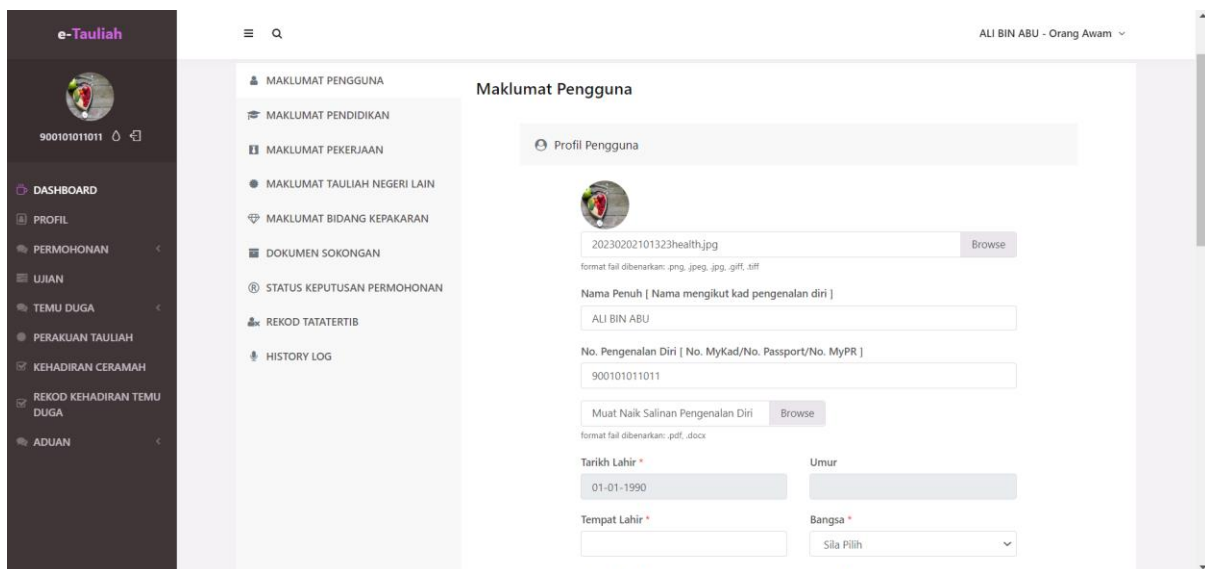 e-Tauliah
ALI BIN ABU - Orang Awam
900101011011
DASHBOARD
PROFIL
PERMOHONAN
UJIAN
TEMU DUGA
PERAKUAN TAULIAH
KEHADIRAN CERAMAH
REKOD KEHADIRAN TEMU
DUGA
ADUAN
MAKLUMAT PENGGUNA
MAKLUMAT PENDIDIKAN
MAKLUMAT PEKERJAAN
MAKLUMAT TAULIAH NEGERI LAIN
MAKLUMAT BIDANG KEPAKARAN
DOKUMEN SOKONGAN
STATUS KEPUTUSAN PERMOHONAN
REKOD TATATERTIB
HISTORY LOG
Maklumat Pengguna
Profil Pengguna
20230202101323health.jpg Browse
format fail dibenarkan: .png, .jpeg, .jpg, .giff, .tiff
Nama Penuh [ Nama mengikut kad pengenalan diri ]
ALI BIN ABU
No. Pengenalan Diri [ No. MyKad/No. Passport/No. MyPR ]
900101011011
Muat Naik Salinan Pengenalan Diri Browse
format fail dibenarkan: .pdf, .docx
Tarikh Lahir * Umur
01-01-1990
Tempat Lahir * Bangsa *
Sila Pilih